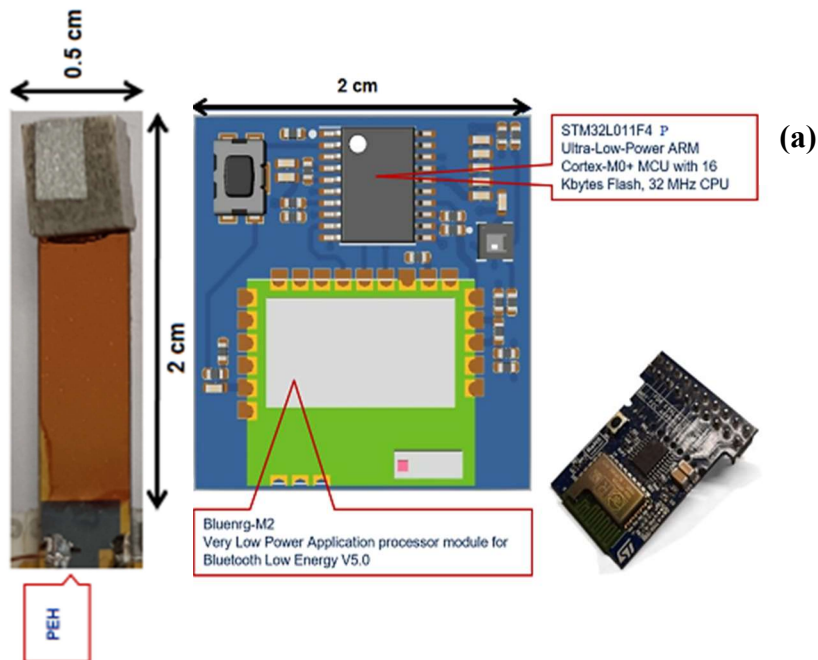 0.5 cm
2 cm
2 cm
STM32L011F4 P
Ultra-Low-Power ARM
Cortex-M0+ MCU with 16
Kbytes Flash, 32 MHz CPU
(a)
Bluenrg-M2
Very Low Power Application processor module for
Bluetooth Low Energy V5.0
PEH
ST